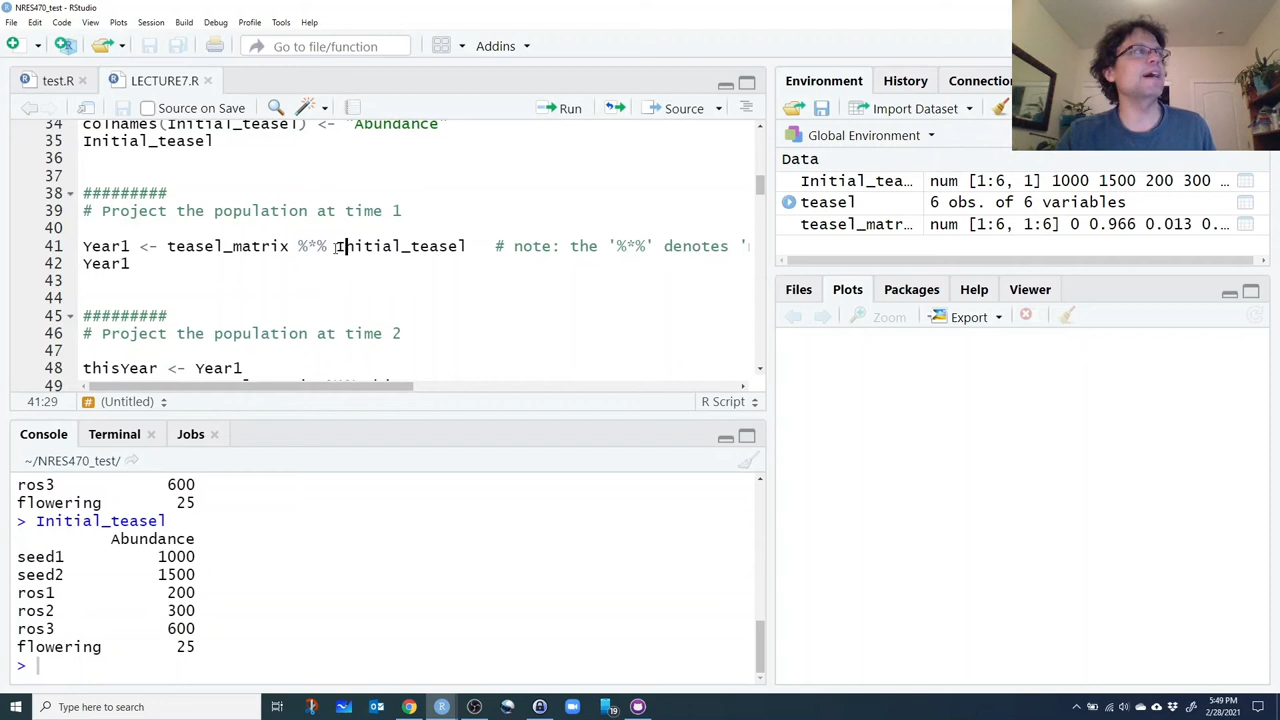 NRES470_test - RStudio
File Edit Code View Plots Session Build Debug Profile Tools Help
Go to file/function Addins
test.R LECTURE7.R
Source on Save Run Source
34 colnames(Initial_teasel) <- "Abundance"
35 Initial_teasel
36
37
38 #########
39 # Project the population at time 1
40
41 Year1 <- teasel_matrix %*% Initial_teasel # note: the '%*%' denotes '
42 Year1
43
44
45 #########
46 # Project the population at time 2
47
48 thisYear <- Year1
49
41:29 (Untitled) R Script
Console Terminal Jobs
~/NRES470_test/
ros3 600
flowering 25
> Initial_teasel
Abundance
seed1 1000
seed2 1500
ros1 200
ros2 300
ros3 600
flowering 25
>
Environment History Connection
Import Dataset
Global Environment
Data
Initial_tea… num [1:6, 1] 1000 1500 200 300 …
teasel 6 obs. of 6 variables
teasel_matr… num [1:6, 1:6] 0 0.966 0.013 0.…
Files Plots Packages Help Viewer
Zoom Export
Type here to search
19
5:49 PM
2/28/2021